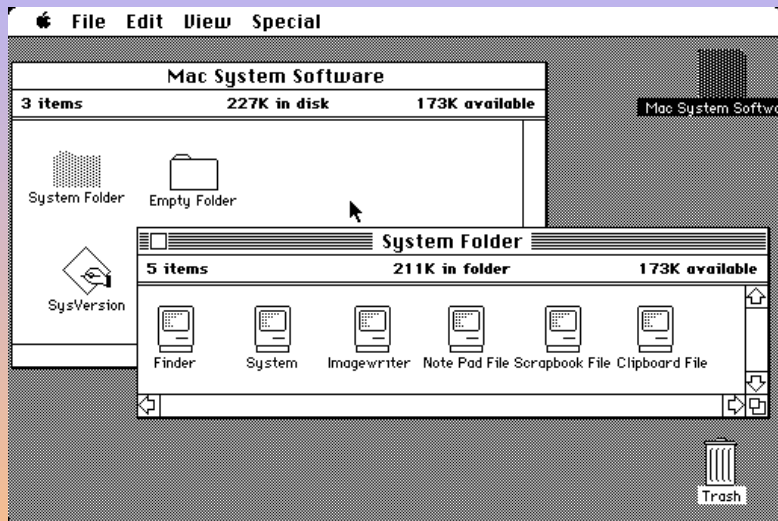 File Edit View Special
Mac System Software
3 items 227K in disk 173K available
Mac System Softwa
System Folder Empty Folder
SysVersion
System Folder
5 items 211K in folder 173K available
Finder System Imagewriter Note Pad File Scrapbook File Clipboard File
Trash